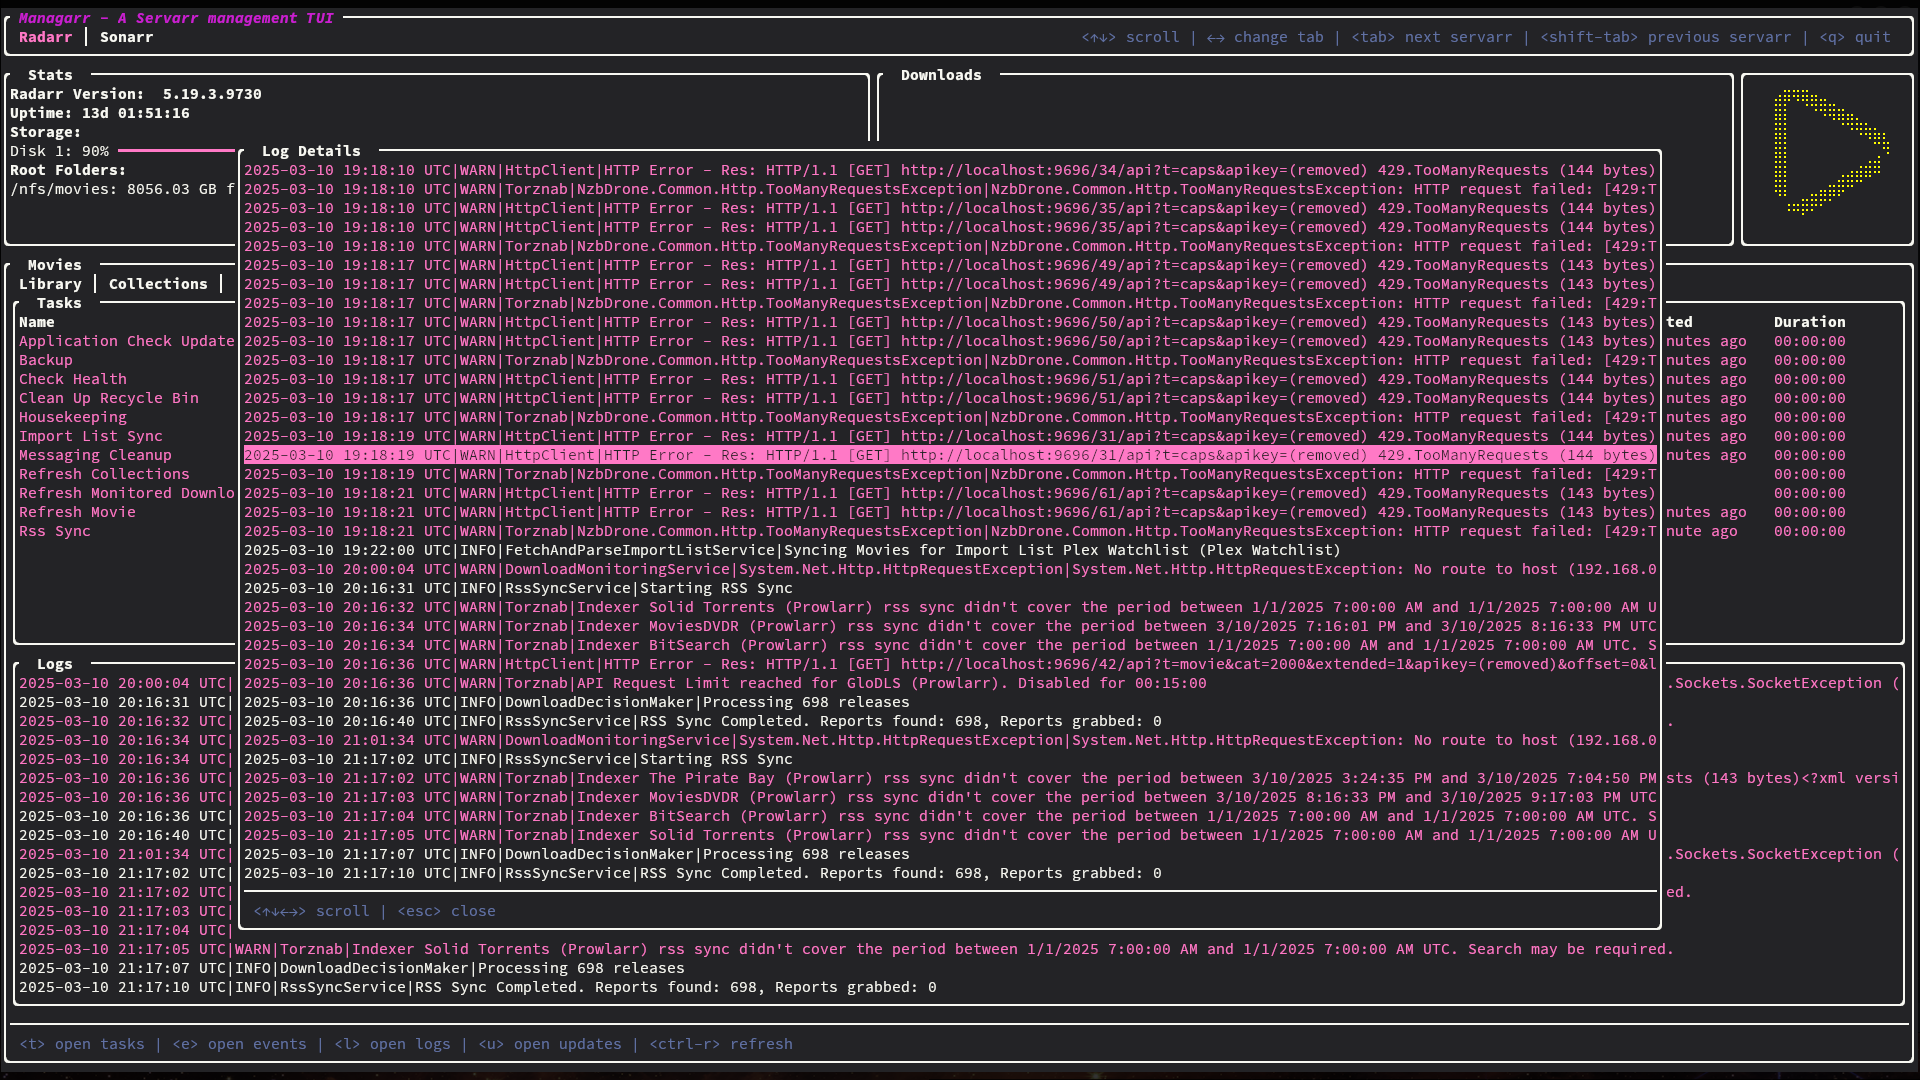 Managarr - A Servarr management TUI
Radarr │ Sonarr
<↑↓> scroll | ←→ change tab | <tab> next servarr | <shift-tab> previous servarr | <q> quit
Stats
Radarr Version:  5.19.3.9730
Uptime: 13d 01:51:16
Storage:
Disk 1: 90%
Root Folders:
/nfs/movies: 8056.03 GB f
Downloads
Movies
Library │ Collections │
Tasks
Name
Application Check Update
Backup
Check Health
Clean Up Recycle Bin
Housekeeping
Import List Sync
Messaging Cleanup
Refresh Collections
Refresh Monitored Downlo
Refresh Movie
Rss Sync
ted Duration
nutes ago 00:00:00
nutes ago 00:00:00
nutes ago 00:00:00
nutes ago 00:00:00
nutes ago 00:00:00
nutes ago 00:00:00
nutes ago 00:00:00
00:00:00
00:00:00
nutes ago 00:00:00
nute ago 00:00:00
Log Details
2025-03-10 19:18:10 UTC|WARN|HttpClient|HTTP Error - Res: HTTP/1.1 [GET] http://localhost:9696/34/api?t=caps&apikey=(removed) 429.TooManyRequests (144 bytes)
2025-03-10 19:18:10 UTC|WARN|Torznab|NzbDrone.Common.Http.TooManyRequestsException|NzbDrone.Common.Http.TooManyRequestsException: HTTP request failed: [429:T
2025-03-10 19:18:10 UTC|WARN|HttpClient|HTTP Error - Res: HTTP/1.1 [GET] http://localhost:9696/35/api?t=caps&apikey=(removed) 429.TooManyRequests (144 bytes)
2025-03-10 19:18:10 UTC|WARN|HttpClient|HTTP Error - Res: HTTP/1.1 [GET] http://localhost:9696/35/api?t=caps&apikey=(removed) 429.TooManyRequests (144 bytes)
2025-03-10 19:18:10 UTC|WARN|Torznab|NzbDrone.Common.Http.TooManyRequestsException|NzbDrone.Common.Http.TooManyRequestsException: HTTP request failed: [429:T
2025-03-10 19:18:17 UTC|WARN|HttpClient|HTTP Error - Res: HTTP/1.1 [GET] http://localhost:9696/49/api?t=caps&apikey=(removed) 429.TooManyRequests (143 bytes)
2025-03-10 19:18:17 UTC|WARN|HttpClient|HTTP Error - Res: HTTP/1.1 [GET] http://localhost:9696/49/api?t=caps&apikey=(removed) 429.TooManyRequests (143 bytes)
2025-03-10 19:18:17 UTC|WARN|Torznab|NzbDrone.Common.Http.TooManyRequestsException|NzbDrone.Common.Http.TooManyRequestsException: HTTP request failed: [429:T
2025-03-10 19:18:17 UTC|WARN|HttpClient|HTTP Error - Res: HTTP/1.1 [GET] http://localhost:9696/50/api?t=caps&apikey=(removed) 429.TooManyRequests (143 bytes)
2025-03-10 19:18:17 UTC|WARN|HttpClient|HTTP Error - Res: HTTP/1.1 [GET] http://localhost:9696/50/api?t=caps&apikey=(removed) 429.TooManyRequests (143 bytes)
2025-03-10 19:18:17 UTC|WARN|Torznab|NzbDrone.Common.Http.TooManyRequestsException|NzbDrone.Common.Http.TooManyRequestsException: HTTP request failed: [429:T
2025-03-10 19:18:17 UTC|WARN|HttpClient|HTTP Error - Res: HTTP/1.1 [GET] http://localhost:9696/51/api?t=caps&apikey=(removed) 429.TooManyRequests (144 bytes)
2025-03-10 19:18:17 UTC|WARN|HttpClient|HTTP Error - Res: HTTP/1.1 [GET] http://localhost:9696/51/api?t=caps&apikey=(removed) 429.TooManyRequests (144 bytes)
2025-03-10 19:18:17 UTC|WARN|Torznab|NzbDrone.Common.Http.TooManyRequestsException|NzbDrone.Common.Http.TooManyRequestsException: HTTP request failed: [429:T
2025-03-10 19:18:19 UTC|WARN|HttpClient|HTTP Error - Res: HTTP/1.1 [GET] http://localhost:9696/31/api?t=caps&apikey=(removed) 429.TooManyRequests (144 bytes)
2025-03-10 19:18:19 UTC|WARN|HttpClient|HTTP Error - Res: HTTP/1.1 [GET] http://localhost:9696/31/api?t=caps&apikey=(removed) 429.TooManyRequests (144 bytes)
2025-03-10 19:18:19 UTC|WARN|Torznab|NzbDrone.Common.Http.TooManyRequestsException|NzbDrone.Common.Http.TooManyRequestsException: HTTP request failed: [429:T
2025-03-10 19:18:21 UTC|WARN|HttpClient|HTTP Error - Res: HTTP/1.1 [GET] http://localhost:9696/61/api?t=caps&apikey=(removed) 429.TooManyRequests (143 bytes)
2025-03-10 19:18:21 UTC|WARN|HttpClient|HTTP Error - Res: HTTP/1.1 [GET] http://localhost:9696/61/api?t=caps&apikey=(removed) 429.TooManyRequests (143 bytes)
2025-03-10 19:18:21 UTC|WARN|Torznab|NzbDrone.Common.Http.TooManyRequestsException|NzbDrone.Common.Http.TooManyRequestsException: HTTP request failed: [429:T
2025-03-10 19:22:00 UTC|INFO|FetchAndParseImportListService|Syncing Movies for Import List Plex Watchlist (Plex Watchlist)
2025-03-10 20:00:04 UTC|WARN|DownloadMonitoringService|System.Net.Http.HttpRequestException|System.Net.Http.HttpRequestException: No route to host (192.168.0
2025-03-10 20:16:31 UTC|INFO|RssSyncService|Starting RSS Sync
2025-03-10 20:16:32 UTC|WARN|Torznab|Indexer Solid Torrents (Prowlarr) rss sync didn't cover the period between 1/1/2025 7:00:00 AM and 1/1/2025 7:00:00 AM U
2025-03-10 20:16:34 UTC|WARN|Torznab|Indexer MoviesDVDR (Prowlarr) rss sync didn't cover the period between 3/10/2025 7:16:01 PM and 3/10/2025 8:16:33 PM UTC
2025-03-10 20:16:34 UTC|WARN|Torznab|Indexer BitSearch (Prowlarr) rss sync didn't cover the period between 1/1/2025 7:00:00 AM and 1/1/2025 7:00:00 AM UTC. S
2025-03-10 20:16:36 UTC|WARN|HttpClient|HTTP Error - Res: HTTP/1.1 [GET] http://localhost:9696/42/api?t=movie&cat=2000&extended=1&apikey=(removed)&offset=0&l
2025-03-10 20:16:36 UTC|WARN|Torznab|API Request Limit reached for GloDLS (Prowlarr). Disabled for 00:15:00
2025-03-10 20:16:36 UTC|INFO|DownloadDecisionMaker|Processing 698 releases
2025-03-10 20:16:40 UTC|INFO|RssSyncService|RSS Sync Completed. Reports found: 698, Reports grabbed: 0
2025-03-10 21:01:34 UTC|WARN|DownloadMonitoringService|System.Net.Http.HttpRequestException|System.Net.Http.HttpRequestException: No route to host (192.168.0
2025-03-10 21:17:02 UTC|INFO|RssSyncService|Starting RSS Sync
2025-03-10 21:17:02 UTC|WARN|Torznab|Indexer The Pirate Bay (Prowlarr) rss sync didn't cover the period between 3/10/2025 3:24:35 PM and 3/10/2025 7:04:50 PM
2025-03-10 21:17:03 UTC|WARN|Torznab|Indexer MoviesDVDR (Prowlarr) rss sync didn't cover the period between 3/10/2025 8:16:33 PM and 3/10/2025 9:17:03 PM UTC
2025-03-10 21:17:04 UTC|WARN|Torznab|Indexer BitSearch (Prowlarr) rss sync didn't cover the period between 1/1/2025 7:00:00 AM and 1/1/2025 7:00:00 AM UTC. S
2025-03-10 21:17:05 UTC|WARN|Torznab|Indexer Solid Torrents (Prowlarr) rss sync didn't cover the period between 1/1/2025 7:00:00 AM and 1/1/2025 7:00:00 AM U
2025-03-10 21:17:07 UTC|INFO|DownloadDecisionMaker|Processing 698 releases
2025-03-10 21:17:10 UTC|INFO|RssSyncService|RSS Sync Completed. Reports found: 698, Reports grabbed: 0
<↑↓←→> scroll | <esc> close
Logs
2025-03-10 20:00:04 UTC| .Sockets.SocketException (
2025-03-10 20:16:31 UTC|
2025-03-10 20:16:32 UTC| .
2025-03-10 20:16:34 UTC|
2025-03-10 20:16:34 UTC|
2025-03-10 20:16:36 UTC| sts (143 bytes)<?xml versi
2025-03-10 20:16:36 UTC|
2025-03-10 20:16:36 UTC|
2025-03-10 20:16:40 UTC|
2025-03-10 21:01:34 UTC| .Sockets.SocketException (
2025-03-10 21:17:02 UTC|
2025-03-10 21:17:02 UTC| ed.
2025-03-10 21:17:03 UTC|
2025-03-10 21:17:04 UTC|
2025-03-10 21:17:05 UTC|WARN|Torznab|Indexer Solid Torrents (Prowlarr) rss sync didn't cover the period between 1/1/2025 7:00:00 AM and 1/1/2025 7:00:00 AM UTC. Search may be required.
2025-03-10 21:17:07 UTC|INFO|DownloadDecisionMaker|Processing 698 releases
2025-03-10 21:17:10 UTC|INFO|RssSyncService|RSS Sync Completed. Reports found: 698, Reports grabbed: 0
<t> open tasks | <e> open events | <l> open logs | <u> open updates | <ctrl-r> refresh